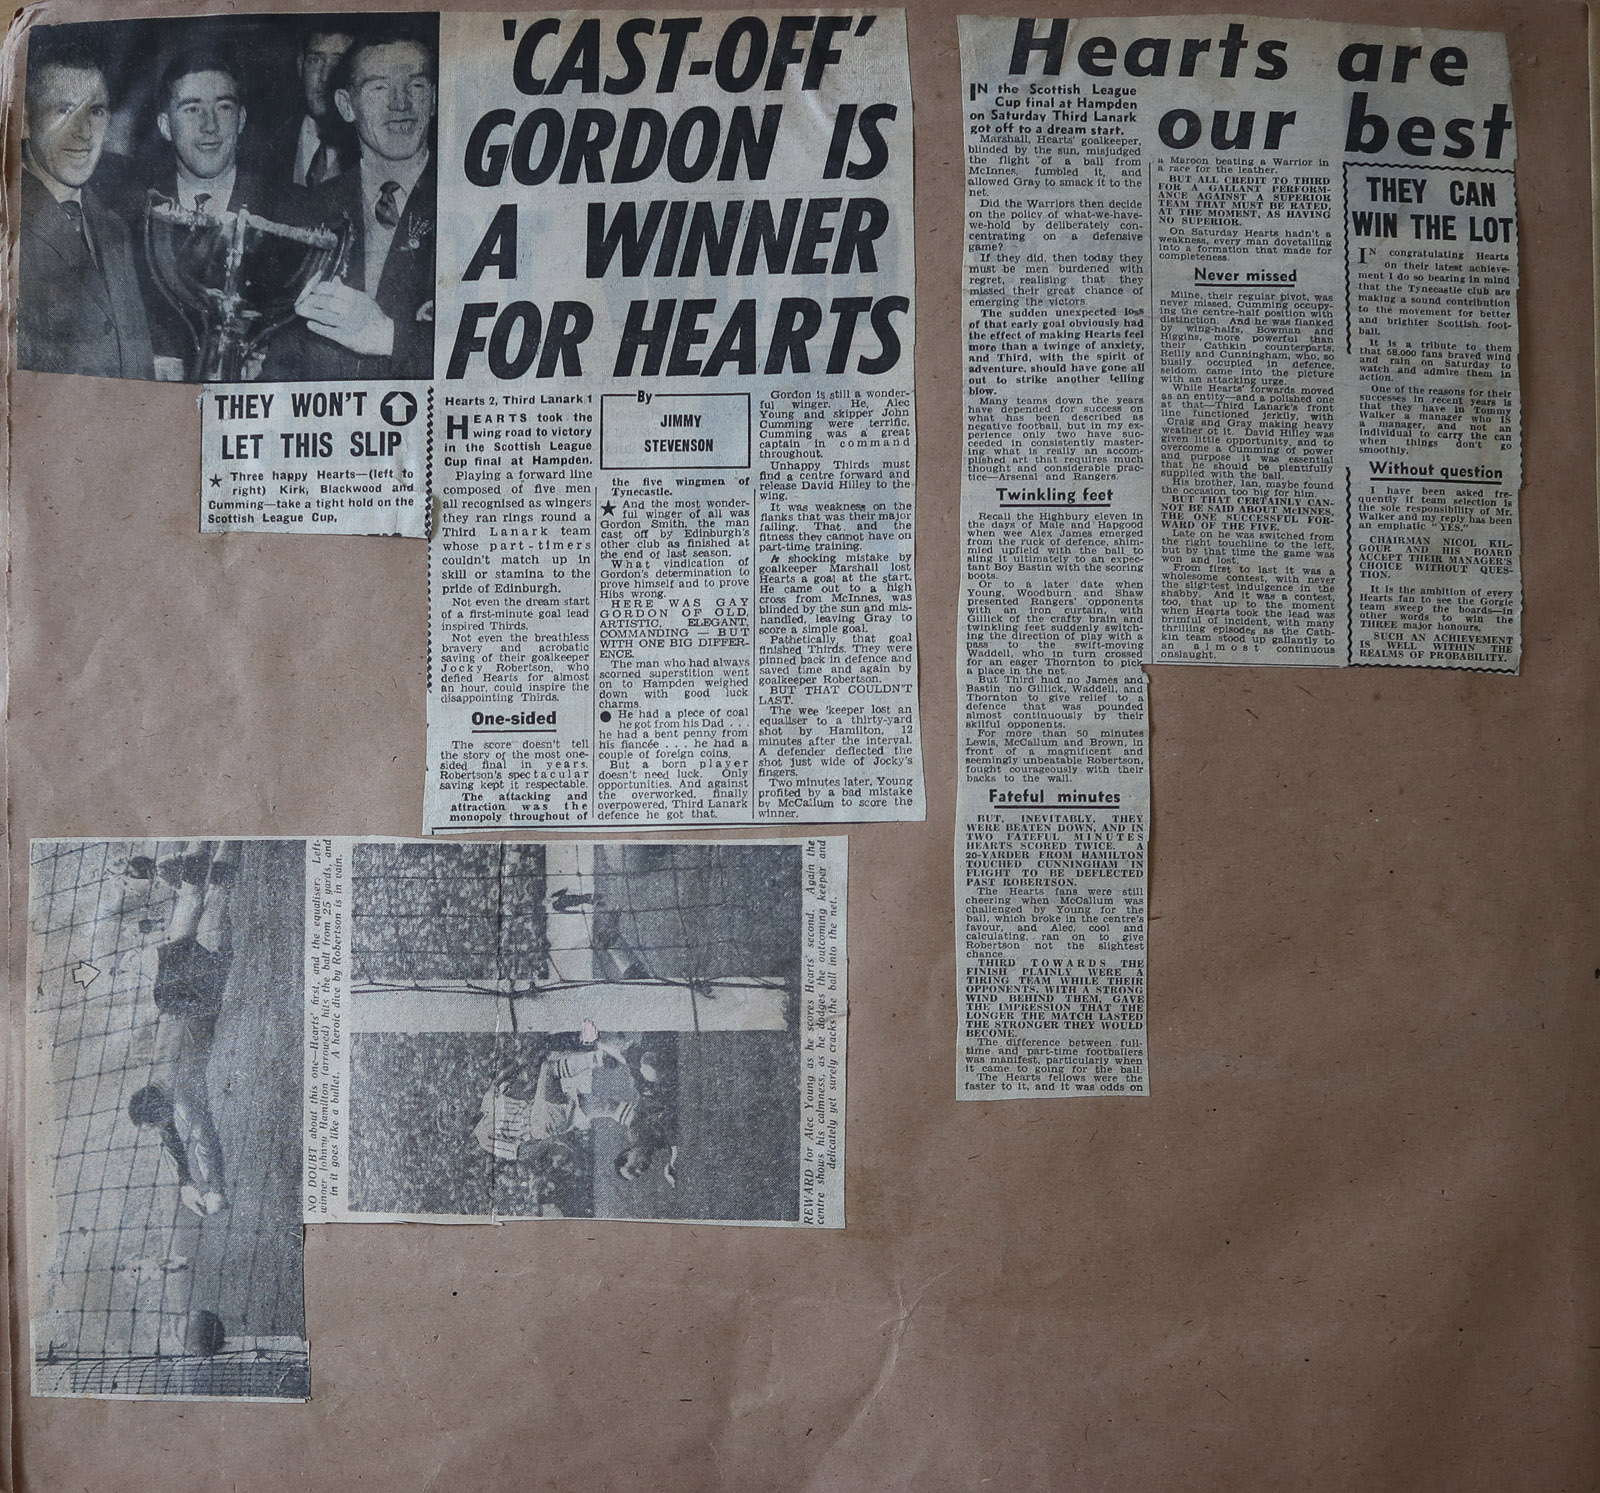 'CAST-OFF'
GORDON IS
A WINNER
FOR HEARTS
THEY WON'T
LET THIS SLIP
★ Three happy Hearts—(left to
right) Kirk, Blackwood and
Cumming—take a tight hold on the
Scottish League Cup.
Hearts 2, Third Lanark 1
HEARTS took the
wing road to victory
in the Scottish League
Cup final at Hampden.
Playing a forward line
composed of five men
all recognised as wingers
they ran rings round a
Third Lanark team
whose part-timers
couldn't match up in
skill or stamina to the
pride of Edinburgh.
Not even the dream start
of a first-minute goal lead
inspired Thirds.
Not even the breathless
bravery and acrobatic
saving of their goalkeeper
Jocky Robertson, who
defied Hearts for almost
an hour, could inspire the
disappointing Thirds.
One-sided
The score doesn't tell
the story of the most one-
sided final in years.
Robertson's spectacular
saving kept it respectable.
The attacking and
attraction was the
monopoly throughout of
By
JIMMY
STEVENSON
the five wingmen of
Tynecastle.
★ And the most wonder-
ful winger of all was
Gordon Smith, the man
cast off by Edinburgh's
other club as finished at
the end of last season.
What vindication of
Gordon's determination to
prove himself and to prove
Hibs wrong.
HERE WAS GAY
GORDON OF OLD.
ARTISTIC, ELEGANT,
COMMANDING — BUT
WITH ONE BIG DIFFER-
ENCE.
The man who had always
scorned superstition went
on to Hampden weighed
down with good luck
charms.
● He had a piece of coal
he got from his Dad . . .
he had a bent penny from
his fiancée . . . he had a
couple of foreign coins.
But a born player
doesn't need luck. Only
opportunities. And against
the overworked, finally
overpowered, Third Lanark
defence he got that.
Gordon is still a wonder-
ful winger. He, Alec
Young and skipper John
Cumming were terrific.
Cumming was a great
captain in command
throughout.
Unhappy Thirds must
find a centre forward and
release David Hilley to the
wing.
It was weakness on the
flanks that was their major
failing. That and the
fitness they cannot have on
part-time training.
A shocking mistake by
goalkeeper Marshall lost
Hearts a goal at the start.
He came out to a high
cross from McInnes, was
blinded by the sun and mis-
handled, leaving Gray to
score a simple goal.
Pathetically, that goal
finished Thirds. They were
pinned back in defence and
saved time and again by
goalkeeper Robertson.
BUT THAT COULDN'T
LAST.
The wee 'keeper lost an
equaliser to a thirty-yard
shot by Hamilton, 12
minutes after the interval.
A defender deflected the
shot just wide of Jocky's
fingers.
Two minutes later, Young
profited by a bad mistake
by McCallum to score the
winner.
Hearts are
our best
IN the Scottish League
Cup final at Hampden
on Saturday Third Lanark
got off to a dream start.
Marshall, Hearts' goalkeeper,
blinded by the sun, misjudged
the flight of a ball from
McInnes, fumbled it, and
allowed Gray to smack it to the
net.
Did the Warriors then decide
on the policy of what-we-have-
we-hold by deliberately con-
centrating on a defensive
game?
If they did, then today they
must be men burdened with
regret, realising that they
missed their great chance of
emerging the victors.
The sudden unexpected loss
of that early goal obviously had
the effect of making Hearts feel
more than a twinge of anxiety,
and Third, with the spirit of
adventure, should have gone all
out to strike another telling
blow.
Many teams down the years
have depended for success on
what has been described as
negative football, but in my ex-
perience only two have suc-
ceeded in consistently master-
ing what is really an accom-
plished art that requires much
thought and considerable prac-
tice—Arsenal and Rangers.
Twinkling feet
Recall the Highbury eleven in
the days of Male and Hapgood
when wee Alex James emerged
from the ruck of defence, shim-
mied upfield with the ball to
sling it ultimately to an expec-
tant Boy Bastin with the scoring
boots.
Or to a later date when
Young, Woodburn and Shaw
presented Rangers' opponents
with an iron curtain, with
Gillick of the crafty brain and
twinkling feet suddenly switch-
ing the direction of play with a
pass to the swift-moving
Waddell, who in turn crossed
for an eager Thornton to pick
a place in the net.
But Third had no James and
Bastin, no Gillick, Waddell, and
Thornton to give relief to a
defence that was pounded
almost continuously by their
skilful opponents.
For more than 50 minutes
Lewis, McCallum and Brown, in
front of a magnificent and
seemingly unbeatable Robertson,
fought courageously with their
backs to the wall.
Fateful minutes
BUT, INEVITABLY, THEY
WERE BEATEN DOWN, AND IN
TWO FATEFUL MINUTES
HEARTS SCORED TWICE. A
20-YARDER FROM HAMILTON
TOUCHED CUNNINGHAM IN
FLIGHT TO BE DEFLECTED
PAST ROBERTSON.
The Hearts fans were still
cheering when McCallum was
challenged by Young for the
ball, which broke in the centre's
favour, and Alec, cool and
calculating, ran on to give
Robertson not the slightest
chance.
THIRD TOWARDS THE
FINISH PLAINLY WERE A
TIRING TEAM WHILE THEIR
OPPONENTS, WITH A STRONG
WIND BEHIND THEM, GAVE
THE IMPRESSION THAT THE
LONGER THE MATCH LASTED
THE STRONGER THEY WOULD
BECOME.
The difference between full-
time and part-time footballers
was manifest, particularly when
it came to going for the ball.
The Hearts fellows were the
faster to it, and it was odds on
a Maroon beating a Warrior in
a race for the leather.
BUT ALL CREDIT TO THIRD
FOR A GALLANT PERFORM-
ANCE AGAINST A SUPERIOR
TEAM THAT MUST BE RATED,
AT THE MOMENT, AS HAVING
NO SUPERIOR.
On Saturday Hearts hadn't a
weakness, every man dovetailing
into a formation that made for
completeness.
Never missed
Milne, their regular pivot, was
never missed, Cumming occupy-
ing the centre-half position with
distinction. And he was flanked
by wing-halfs, Bowman and
Higgins, more powerful than
their Cathkin counterparts,
Reilly and Cunningham, who, so
busily occupied in defence,
seldom came into the picture
with an attacking urge.
While Hearts' forwards moved
as an entity—and a polished one
at that—Third Lanark's front
line functioned jerkily, with
Craig and Gray making heavy
weather of it. David Hilley was
given little opportunity, and to
overcome a Cumming of power
and purpose it was essential
that he should be plentifully
supplied with the ball.
His brother, Ian, maybe found
the occasion too big for him.
BUT THAT CERTAINLY CAN-
NOT BE SAID ABOUT McINNES,
THE ONE SUCCESSFUL FOR-
WARD OF THE FIVE.
Late on he was switched from
the right touchline to the left,
but by that time the game was
won and lost.
From first to last it was a
wholesome contest, with never
the slightest indulgence in the
shabby. And it was a contest,
too, that up to the moment
when Hearts took the lead was
brimful of incident, with many
thrilling episodes as the Cath-
kin team stood up gallantly to
an almost continuous
onslaught.
THEY CAN
WIN THE LOT
IN congratulating Hearts
on their latest achieve-
ment I do so bearing in mind
that the Tynecastle club are
making a sound contribution
to the movement for better
and brighter Scottish foot-
ball.
It is a tribute to them
that 58,000 fans braved wind
and rain on Saturday to
watch and admire them in
action.
One of the reasons for their
successes in recent years is
that they have in Tommy
Walker a manager who IS
a manager, and not an
individual to carry the can
when things don't go
smoothly.
Without question
I have been asked fre-
quently if team selection is
the sole responsibility of Mr.
Walker and my reply has been
an emphatic "YES."
CHAIRMAN NICOL KIL-
GOUR AND HIS BOARD
ACCEPT THEIR MANAGER'S
CHOICE WITHOUT QUES-
TION.
It is the ambition of every
Hearts fan to see the Gorgie
team sweep the boards—in
other words to win the
THREE major honours.
SUCH AN ACHIEVEMENT
IS WELL WITHIN THE
REALMS OF PROBABILITY.
NO DOUBT about this one—Hearts' first, and the equaliser. Left-
winger Johnny Hamilton (arrowed) hits the ball from 25 yards, and
in it goes like a bullet. A heroic dive by Robertson is in vain.
REWARD for Alec Young as he scores Hearts' second. Again the
centre shows his calmness, as he dodges the outcoming keeper and
delicately yet surely cracks the ball into the net.